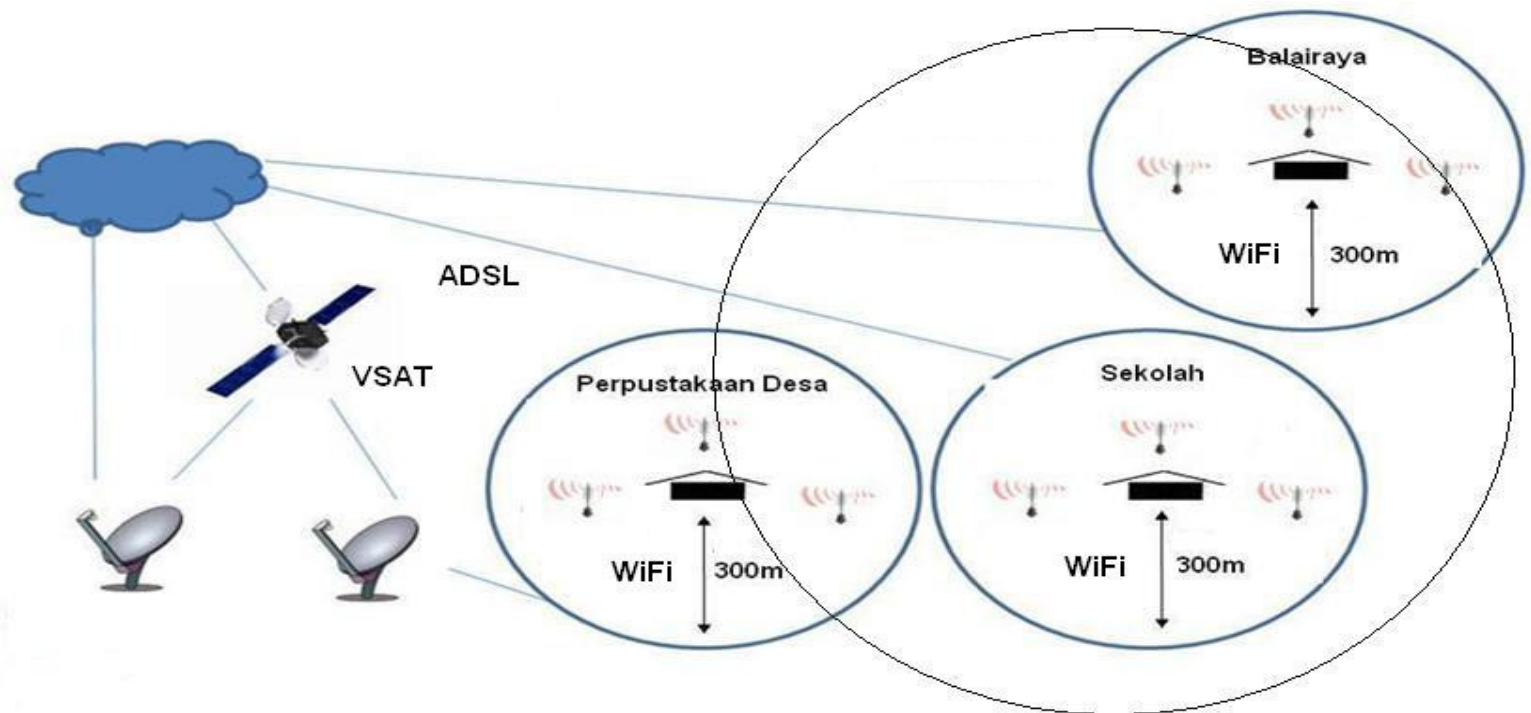 Balairaya
WiFi
300m
ADSL
VSAT
Perpustakaan Desa
WiFi
300m
Sekolah
WiFi
300m